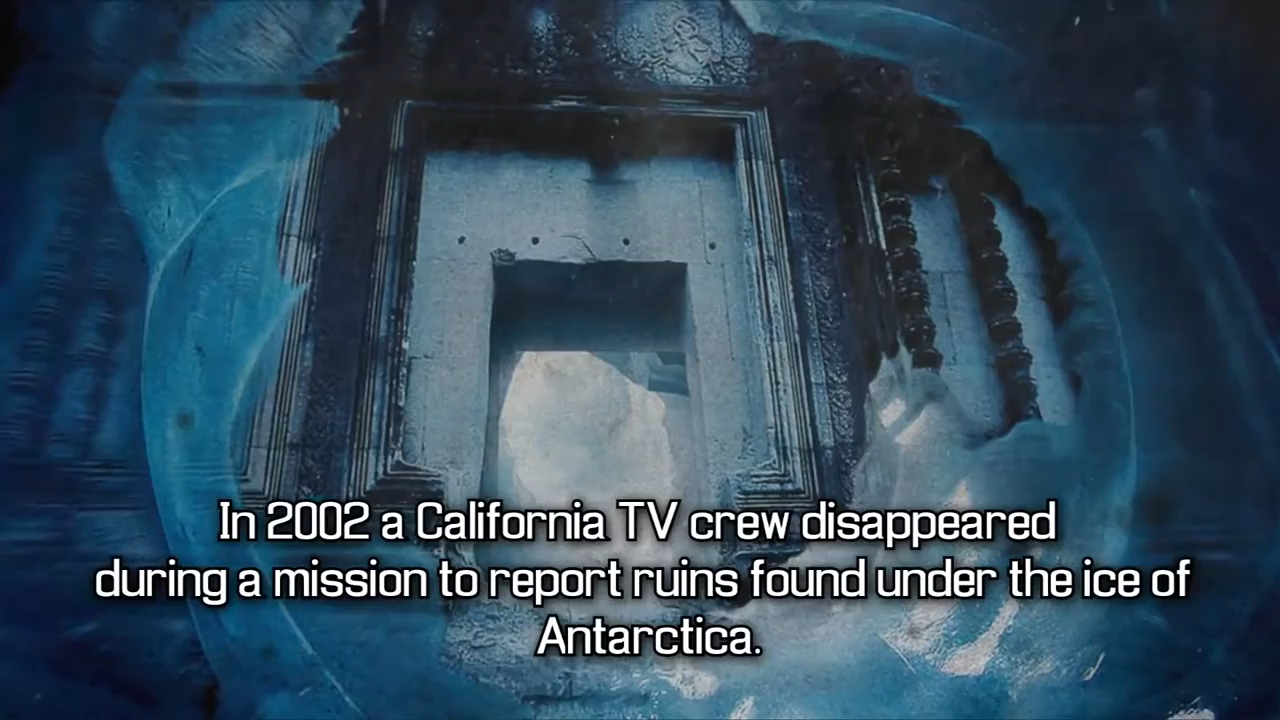 In 2002 a California TV crew disappeared
during a mission to report ruins found under the ice of
Antarctica.